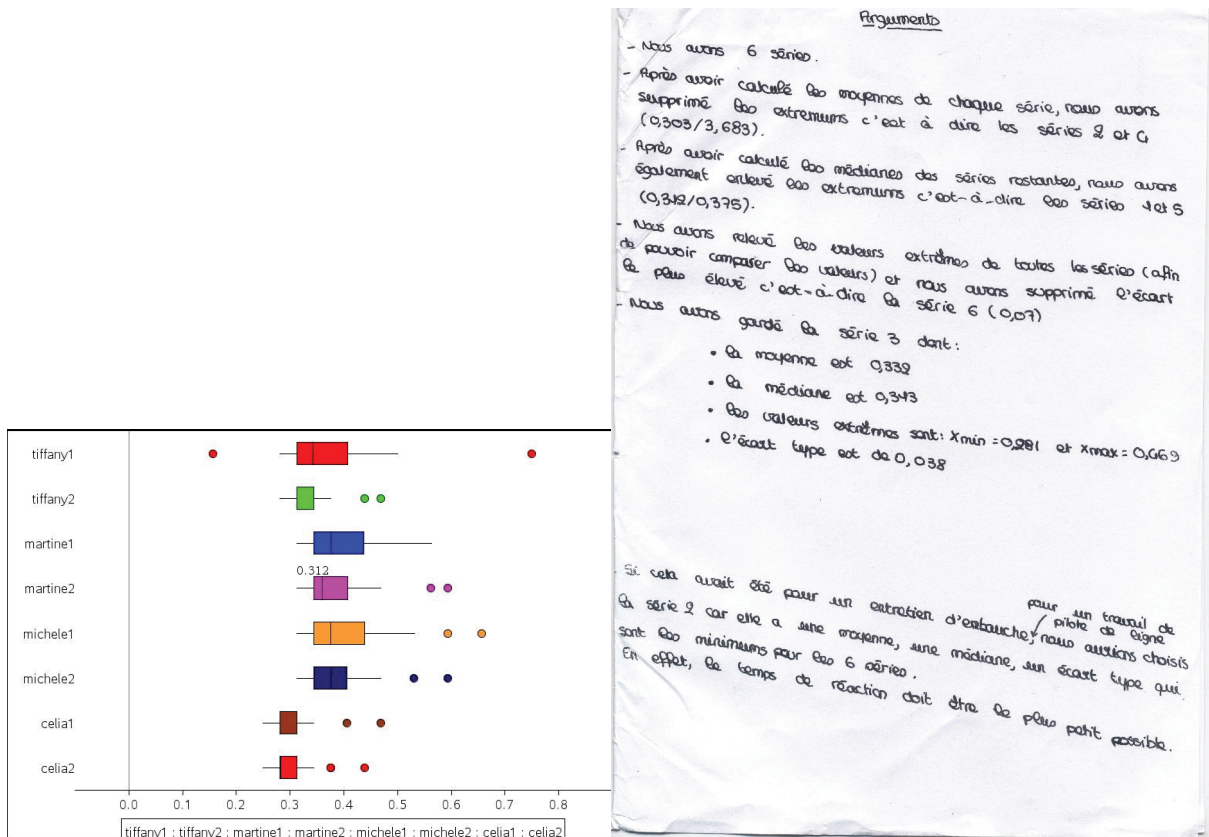 tiffany1
tiffany2
martine1
0.312
martine2
michele1
michele2
celia1
celia2
0.0 0.1 0.2 0.3 0.4 0.5 0.6 0.7 0.8
tiffany1 : tiffany2 : martine1 : martine2 : michele1 : michele2 : celia1 : celia2
Arguments
- Nous avons 6 séries.
- Après avoir calculé les moyennes de chaque série, nous avons
supprimé les extremums c'est à dire les séries 2 et 4
(0,303/3,683).
- Après avoir calculé les médianes des séries restantes, nous avons
également enlevé les extremums c'est-à-dire les séries 1 et 5
(0,312/0,375).
- Nous avons relevé les valeurs extrêmes de toutes les séries (afin
de pouvoir comparer les valeurs) et nous avons supprimé l'écart
le plus élevé c'est-à-dire la série 6 (0,07)
- Nous avons gardé la série 3 dont :
• la moyenne est 0,339
• la médiane est 0,343
• les valeurs extrêmes sont : xmin = 0,281 et xmax = 0,469
• l'écart type est de 0,038
Si cela avait été pour un entretien d'embauche, pour un travail de pilote de ligne nous aurions choisis
la série 2 car elle a une moyenne, une médiane, un écart type qui
sont les minimums pour les 6 séries.
En effet, le temps de réaction doit être le plus petit possible.